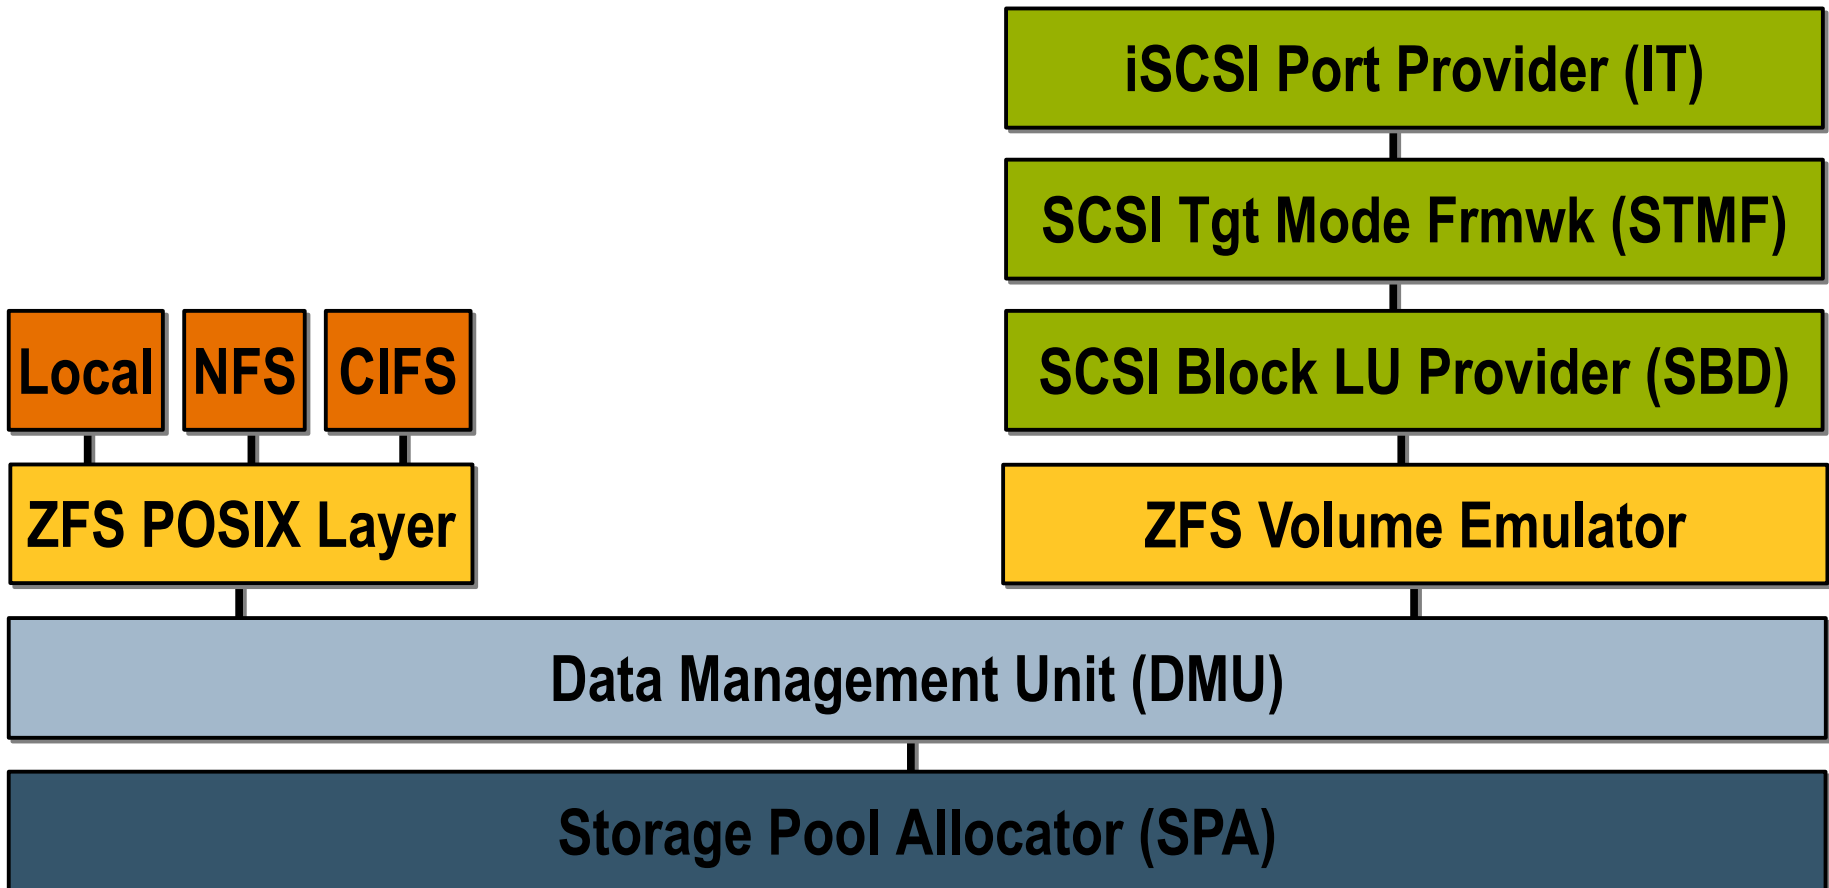 iSCSI Port Provider (IT)
SCSI Tgt Mode Frmwk (STMF)
Local NFS CIFS
SCSI Block LU Provider (SBD)
ZFS POSIX Layer
ZFS Volume Emulator
Data Management Unit (DMU)
Storage Pool Allocator (SPA)